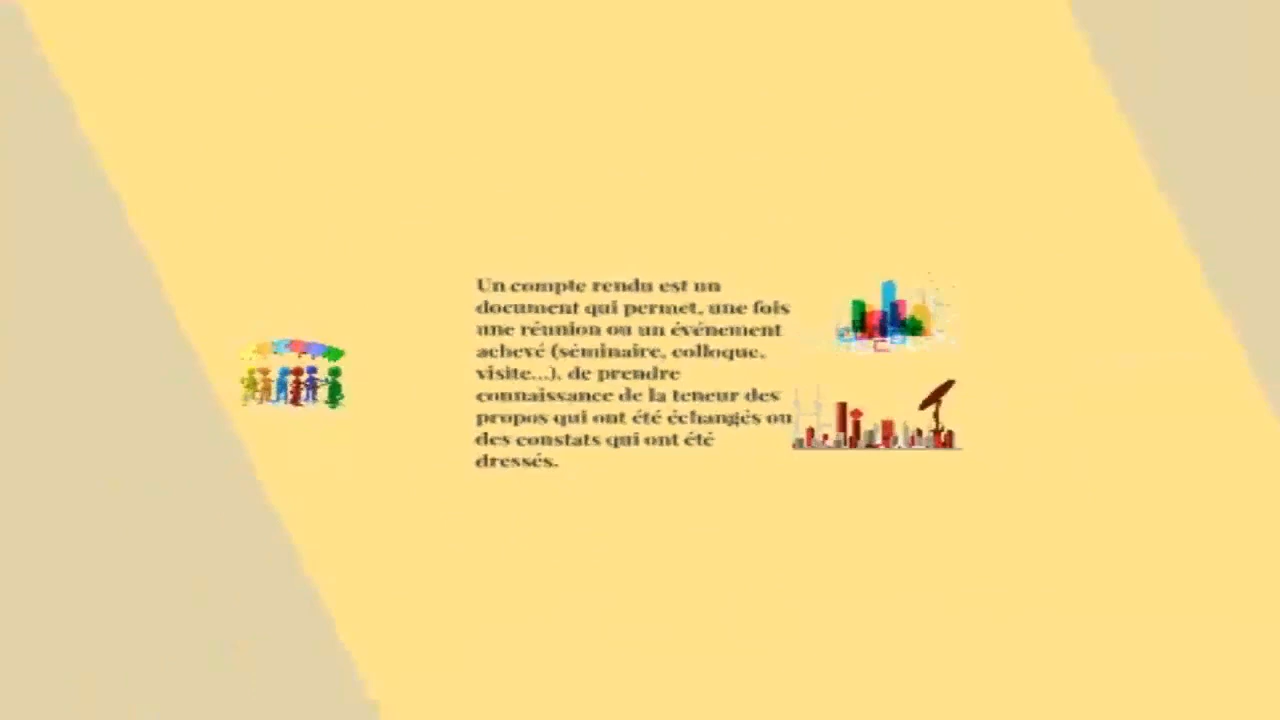 Un compte rendu est un
document qui permet, une fois
une réunion ou un événement
achevé (séminaire, colloque,
visite...), de prendre
connaissance de la teneur des
propos qui ont été échangés ou
des constats qui ont été
dressés.